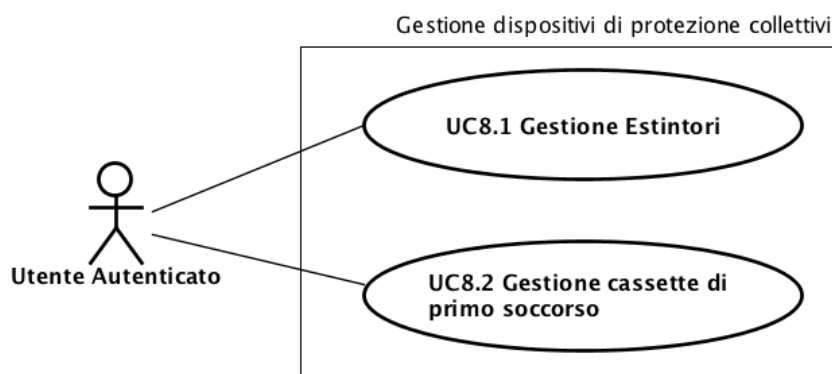 Gestione dispositivi di protezione collettivi
UC8.1 Gestione Estintori
Utente Autenticato
UC8.2 Gestione cassette di
primo soccorso